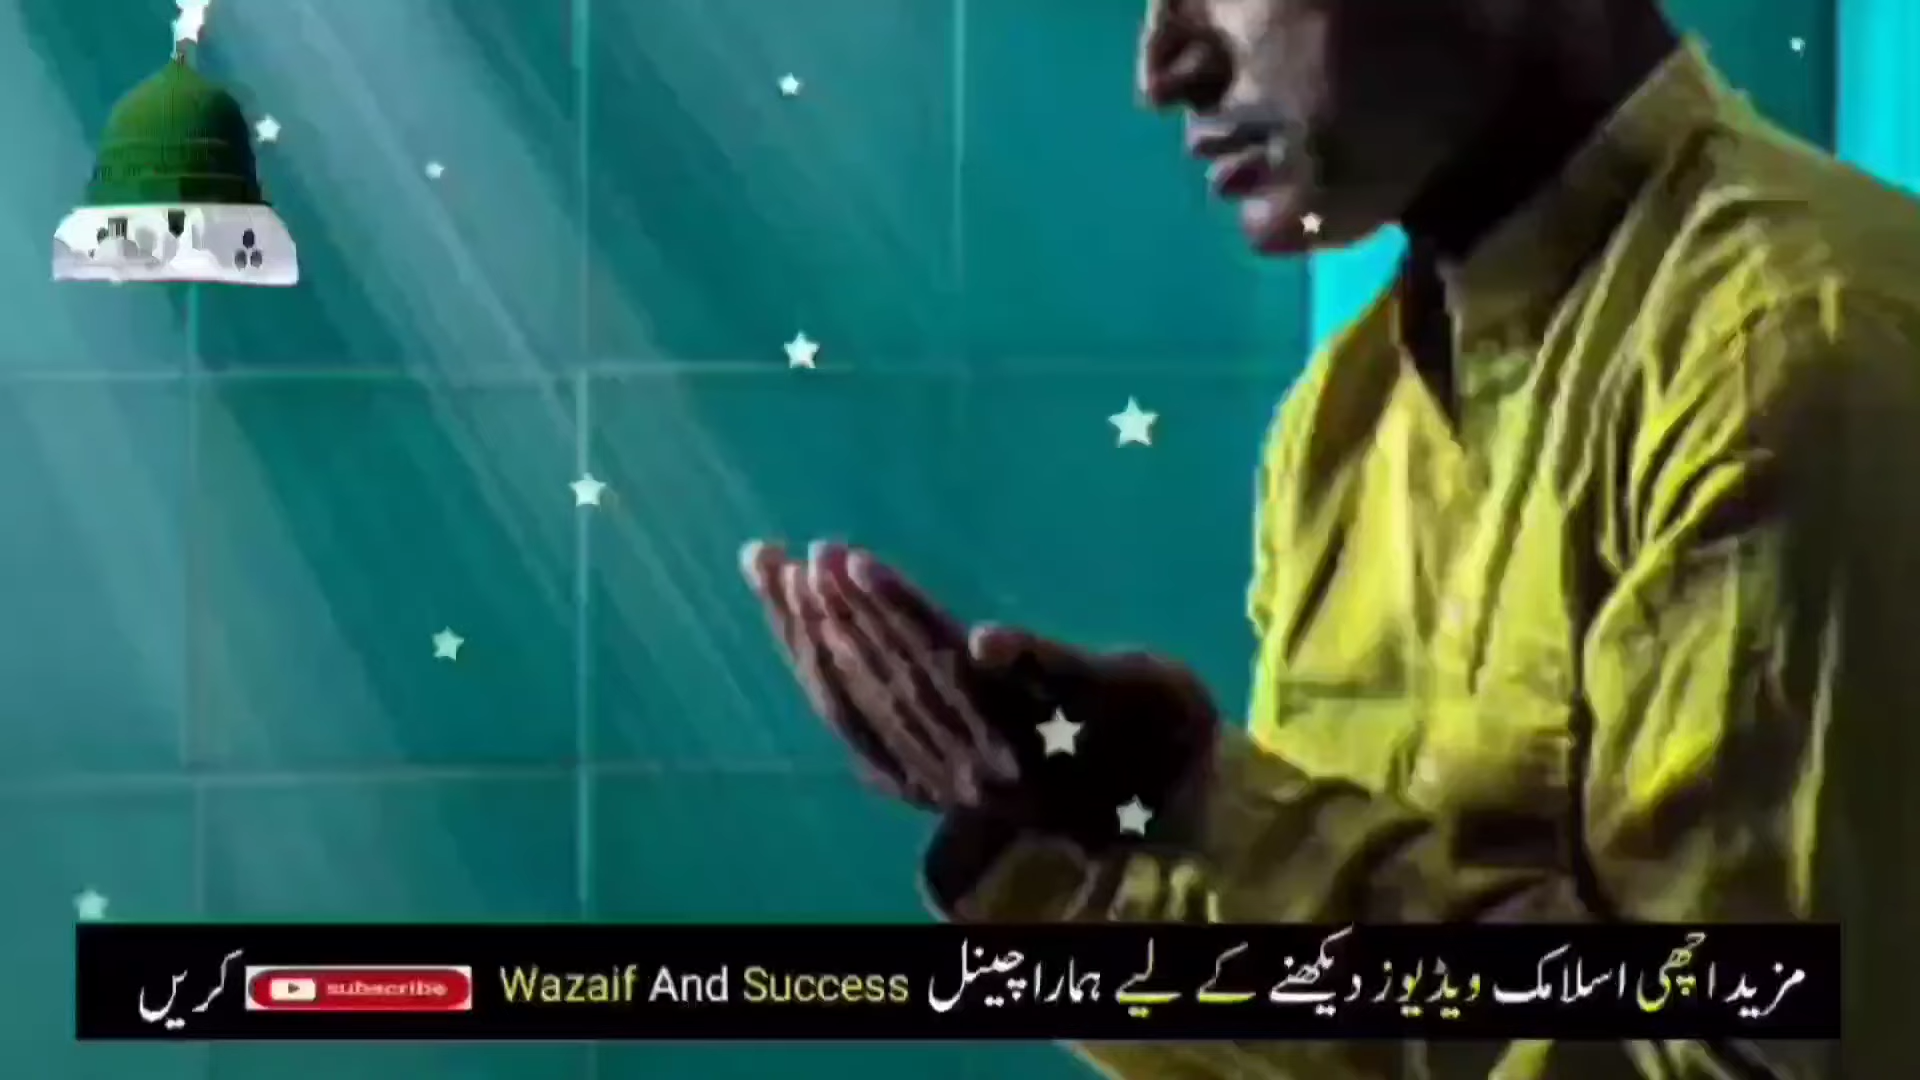 مزید اچھی اسلامک ویڈیوز دیکھنے کے لیے ہمارا چینل Wazaif And Success subscribe کریں